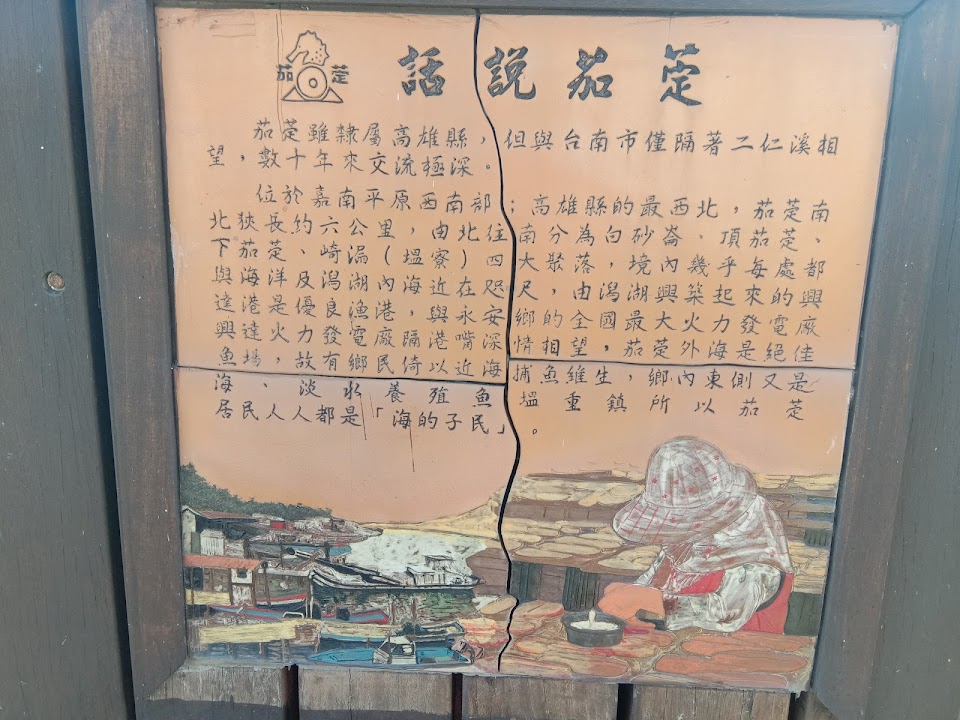 茄萣
話說茄萣
茄萣雖隸屬高雄縣，但與台南市僅隔著二仁溪相
望，數十年來交流極深。
位於嘉南平原西南部；高雄縣的最西北，茄萣南
北狹長約六公里，由北往南分為白砂崙、頂茄萣、
下茄萣、崎漏（塭寮）四大聚落，境內幾乎每處都
與海洋及潟湖內海近在咫尺，由潟湖興築起來的興
達港是優良漁港，與永安鄉的全國最大火力發電廠
興達火力發電廠隔港嘴深情相望，茄萣外海是絕佳
魚場，故有鄉民倚以近海捕魚維生，鄉內東側又是
海、淡水養殖魚塭重鎮所以茄萣
居民人人都是「海的子民」。